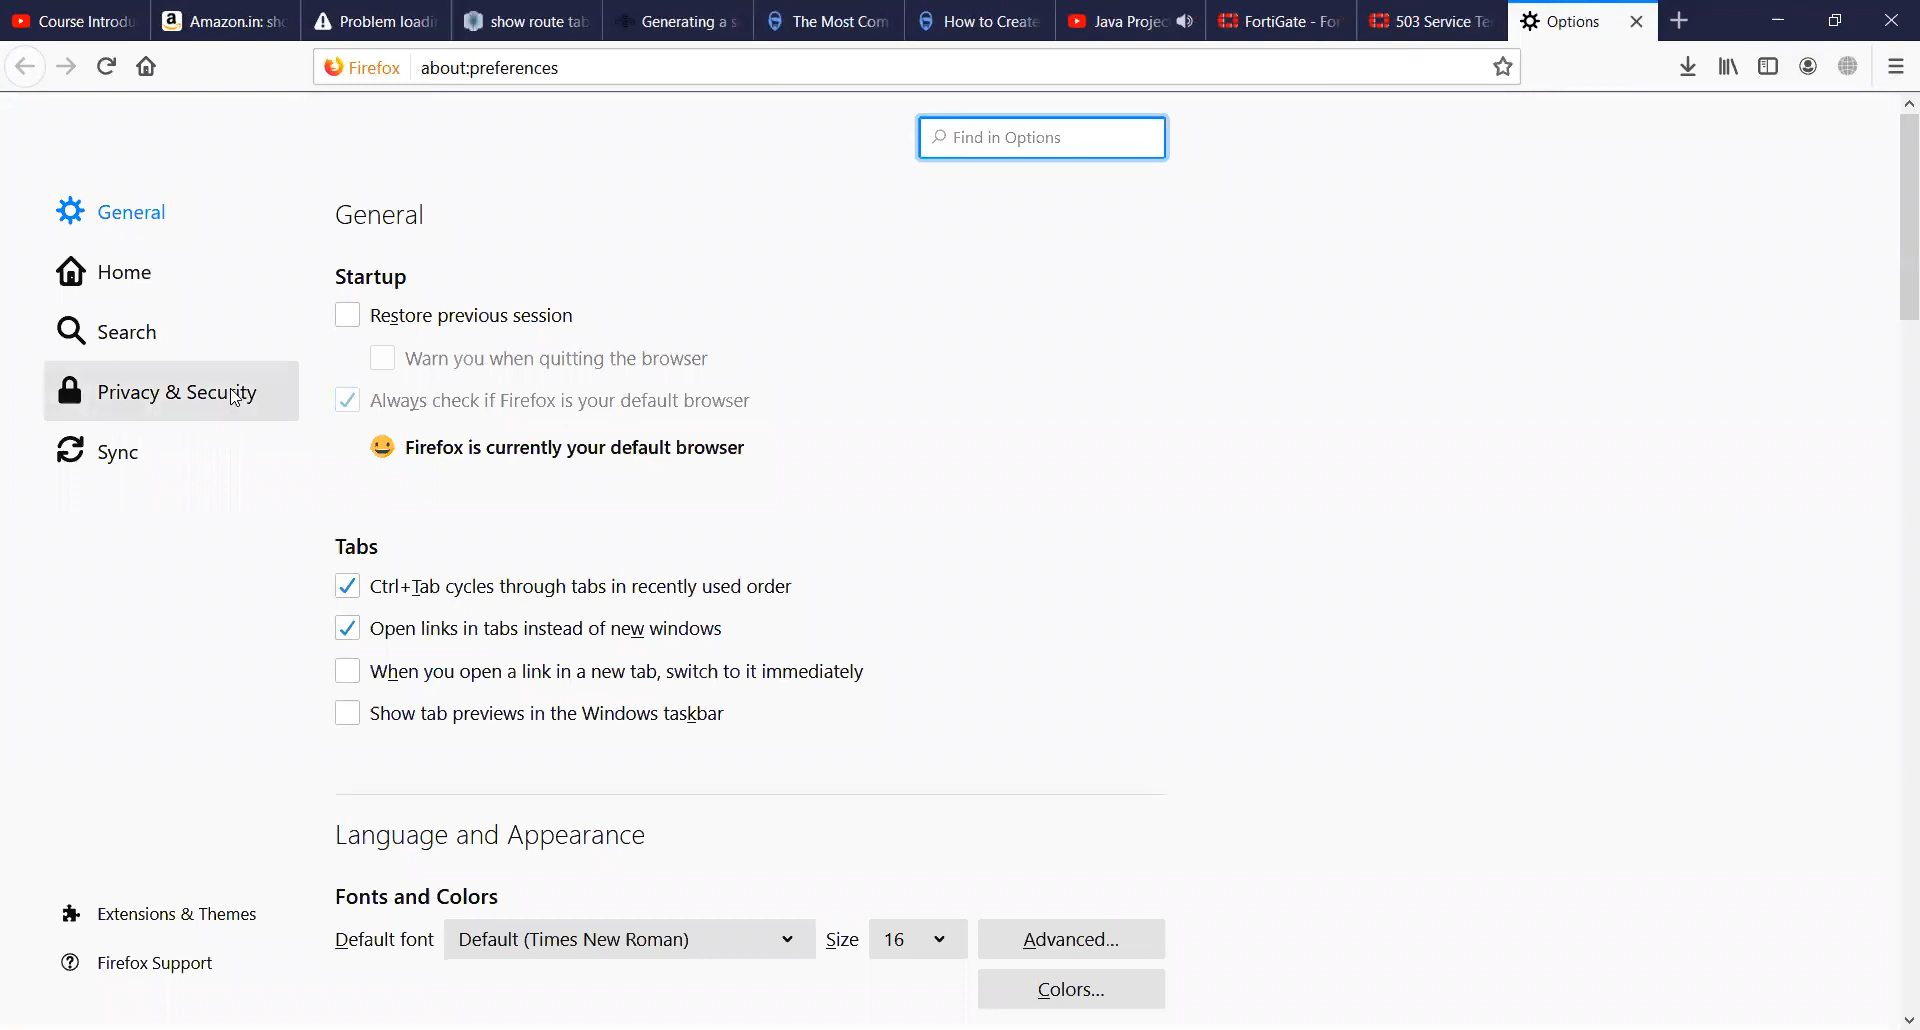 Course Introdu
Amazon.in: sho
Problem loadin
show route tab
Generating a s
The Most Com
How to Create
Java Projec
FortiGate - For
503 Service Te
Options
Firefox
about:preferences
Find in Options
General
Home
Search
Privacy & Security
Sync
Extensions & Themes
Firefox Support
General
Startup
Restore previous session
Warn you when quitting the browser
Always check if Firefox is your default browser
Firefox is currently your default browser
Tabs
Ctrl+Tab cycles through tabs in recently used order
Open links in tabs instead of new windows
When you open a link in a new tab, switch to it immediately
Show tab previews in the Windows taskbar
Language and Appearance
Fonts and Colors
Default font Default (Times New Roman) Size 16 Advanced...
Colors...